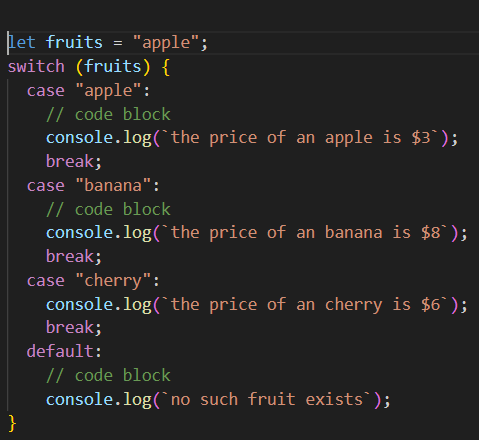 let fruits = "apple";
switch (fruits) {
  case "apple":
    // code block
    console.log(`the price of an apple is $3`);
    break;
  case "banana":
    // code block
    console.log(`the price of an banana is $8`);
    break;
  case "cherry":
    console.log(`the price of an cherry is $6`);
    break;
  default:
    // code block
    console.log(`no such fruit exists`);
}